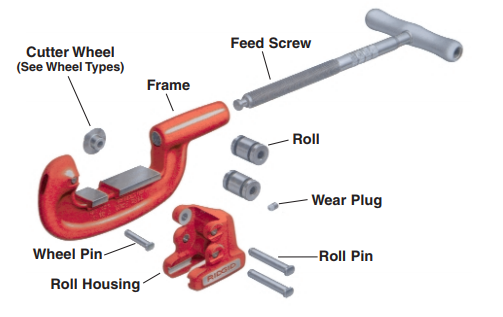 Feed Screw
Cutter Wheel
(See Wheel Types)
Frame
Roll
Wear Plug
Wheel Pin
Roll Pin
Roll Housing
RIDGID